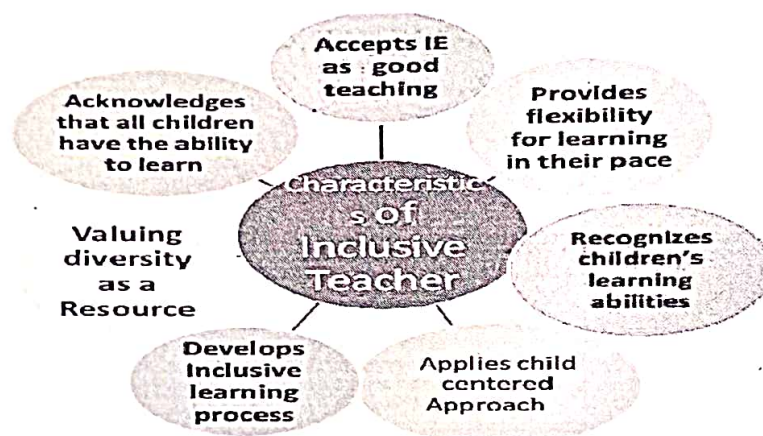 Accepts IE
as good
teaching
Acknowledges
that all children
have the ability
to learn
Provides
flexibility
for learning
in their pace
Characteristic
s of
Inclusive
Teacher
Valuing
diversity
as a
Resource
Recognizes
children's
learning
abilities
Develops
Inclusive
learning
process
Applies child
centered
Approach